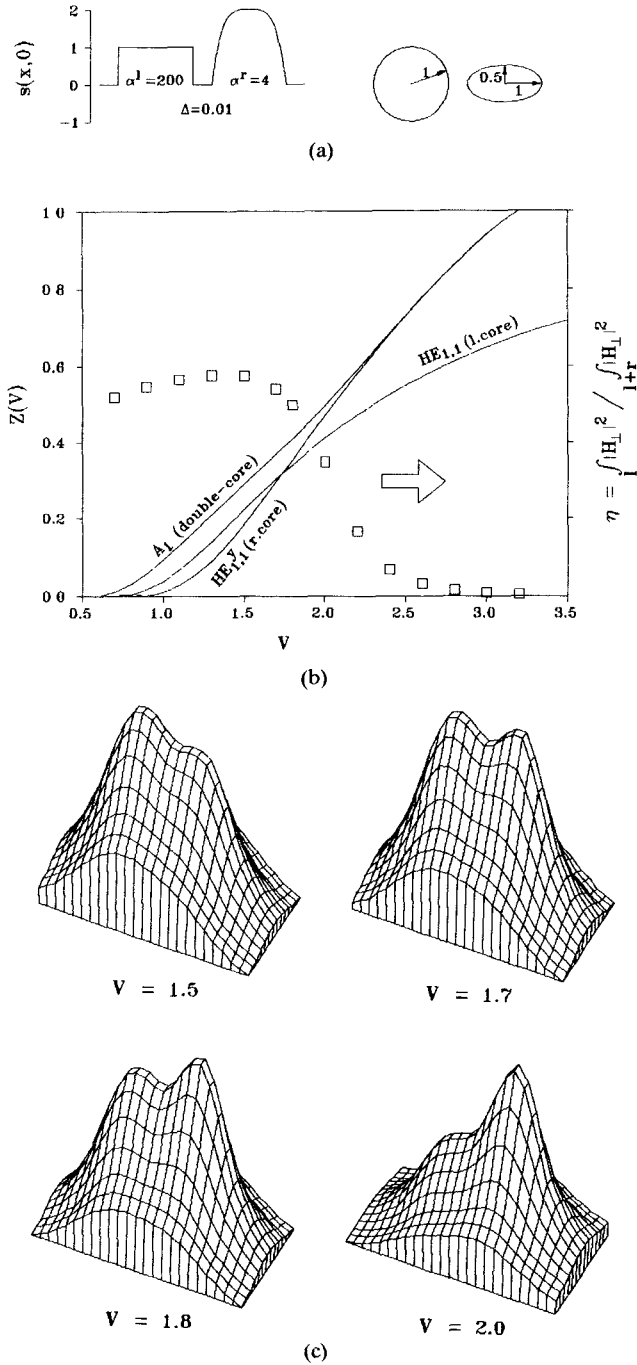 s(x,0)
2
1
0
-1
α^l=200
α^r=4
Δ=0.01
1
0.5
1
(a)
1 0
0.8
0.6
0.4
0.2
0 0
Z(V)
A₁ (double-core)
HE₁,₁ (l.core)
HE^y₁,₁ (r.core)
η = ∫_l |H⊥|² / ∫_l+r |H⊥|²
0.5
1.0
1.5
2.0
2.5
3.0
3.5
V
(b)
V = 1.5
V = 1.7
V = 1.8
V = 2.0
(c)